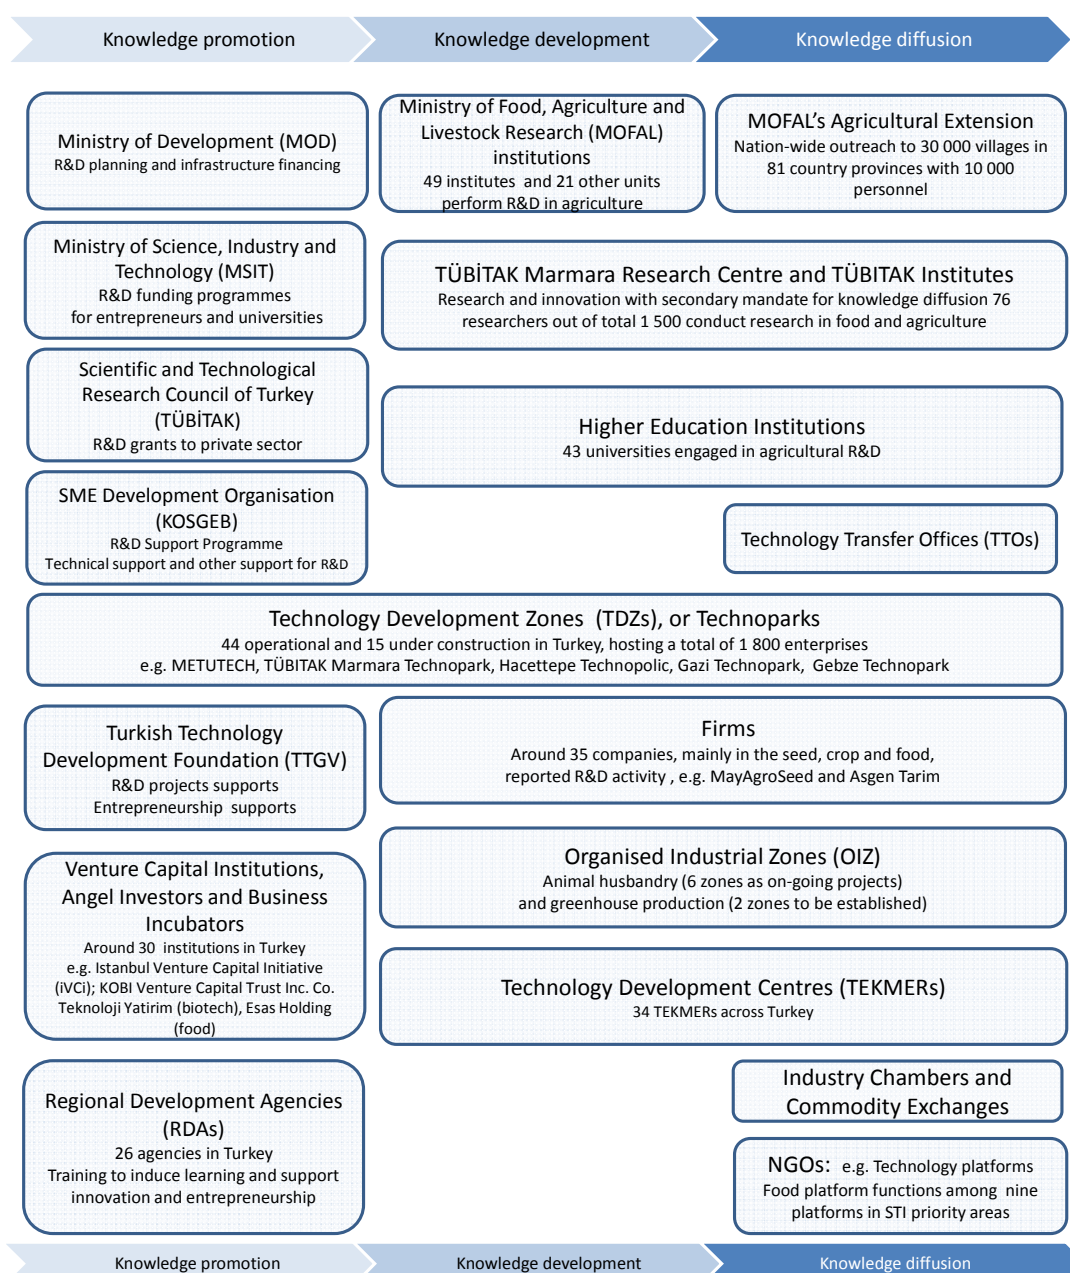 Knowledge promotion
Knowledge development
Knowledge diffusion
Ministry of Development (MOD)
R&D planning and infrastructure financing
Ministry of Food, Agriculture and
Livestock Research (MOFAL)
institutions
49 institutes and 21 other units
perform R&D in agriculture
MOFAL's Agricultural Extension
Nation-wide outreach to 30 000 villages in
81 country provinces with 10 000
personnel
Ministry of Science, Industry and
Technology (MSIT)
R&D funding programmes
for entrepreneurs and universities
TÜBİTAK Marmara Research Centre and TÜBITAK Institutes
Research and innovation with secondary mandate for knowledge diffusion 76
researchers out of total 1 500 conduct research in food and agriculture
Scientific and Technological
Research Council of Turkey
(TÜBİTAK)
R&D grants to private sector
Higher Education Institutions
43 universities engaged in agricultural R&D
SME Development Organisation
(KOSGEB)
R&D Support Programme
Technical support and other support for R&D
Technology Transfer Offices (TTOs)
Technology Development Zones (TDZs), or Technoparks
44 operational and 15 under construction in Turkey, hosting a total of 1 800 enterprises
e.g. METUTECH, TÜBITAK Marmara Technopark, Hacettepe Technopolic, Gazi Technopark, Gebze Technopark
Turkish Technology
Development Foundation (TTGV)
R&D projects supports
Entrepreneurship supports
Firms
Around 35 companies, mainly in the seed, crop and food,
reported R&D activity , e.g. MayAgroSeed and Asgen Tarim
Organised Industrial Zones (OIZ)
Animal husbandry (6 zones as on-going projects)
and greenhouse production (2 zones to be established)
Venture Capital Institutions,
Angel Investors and Business
Incubators
Around 30 institutions in Turkey
e.g. Istanbul Venture Capital Initiative
(iVCi); KOBI Venture Capital Trust Inc. Co.
Teknoloji Yatirim (biotech), Esas Holding
(food)
Technology Development Centres (TEKMERs)
34 TEKMERs across Turkey
Regional Development Agencies
(RDAs)
26 agencies in Turkey
Training to induce learning and support
innovation and entrepreneurship
Industry Chambers and
Commodity Exchanges
NGOs: e.g. Technology platforms
Food platform functions among nine
platforms in STI priority areas
Knowledge promotion
Knowledge development
Knowledge diffusion